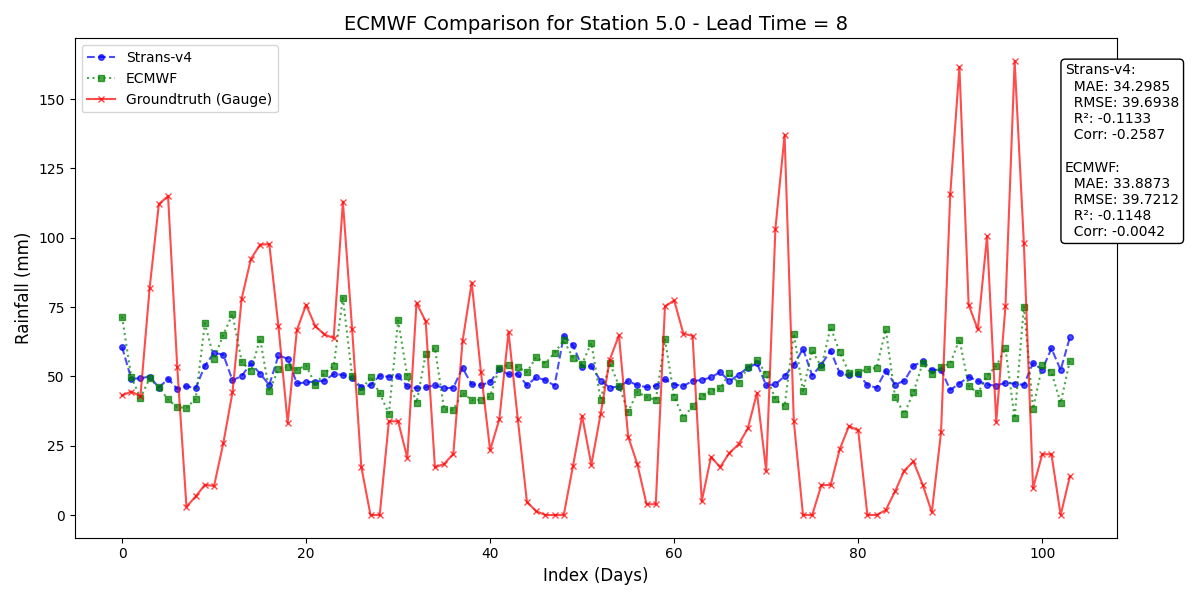 ECMWF Comparison for Station 5.0 - Lead Time = 8
Strans-v4
ECMWF
Groundtruth (Gauge)
Strans-v4:
MAE: 34.2985
RMSE: 39.6938
R²: -0.1133
Corr: -0.2587
ECMWF:
MAE: 33.8873
RMSE: 39.7212
R²: -0.1148
Corr: -0.0042
Rainfall (mm)
150
125
100
75
50
25
0
0 20 40 60 80 100
Index (Days)